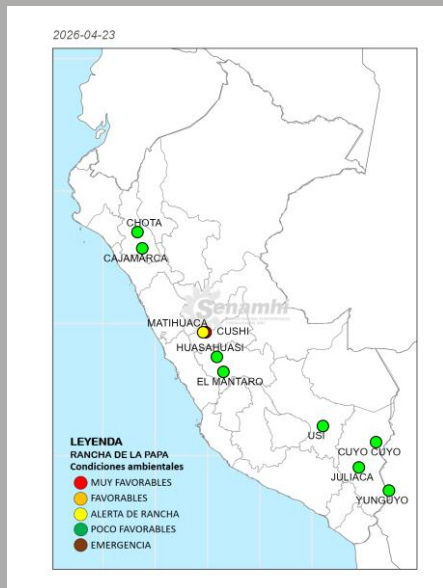 2026-04-23
CHOTA
CAJAMARCA
Senamhi
MATIHUACA
CUSHI
HUASAHUASI
EL MANTARO
USI
CUYO CUYO
JULIACA
YUNGUYO
LEYENDA
RANCHA DE LA PAPA
Condiciones ambientales
MUY FAVORABLES
FAVORABLES
ALERTA DE RANCHA
POCO FAVORABLES
EMERGENCIA